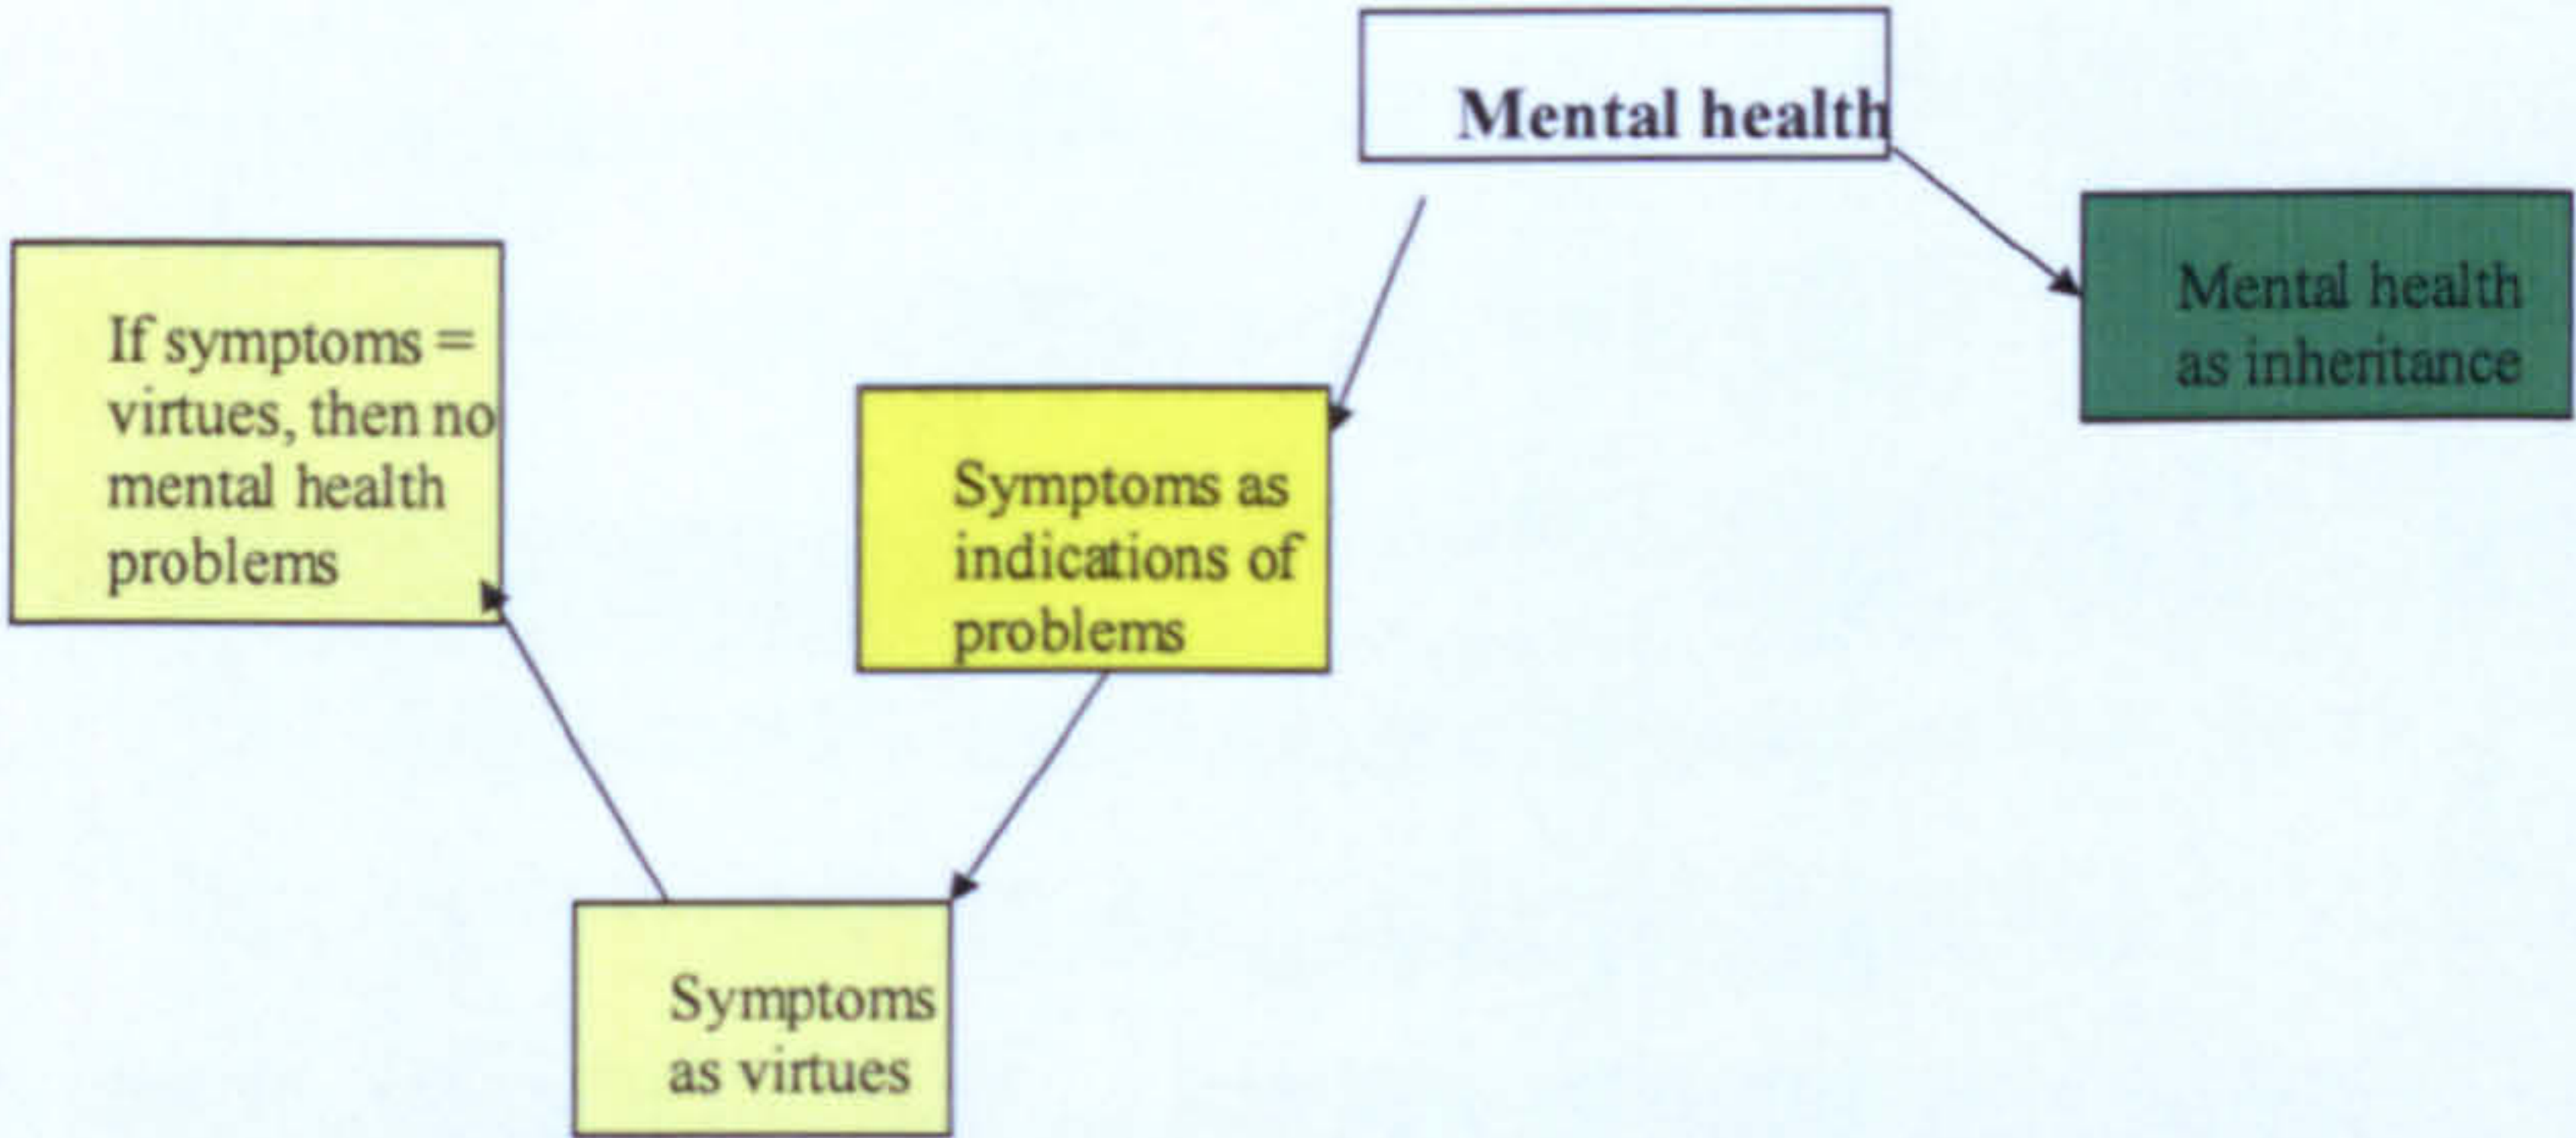 Mental health
Mental health
as inheritance
If symptoms =
virtues, then no
mental health
problems
Symptoms as
indications of
problems
Symptoms
as virtues